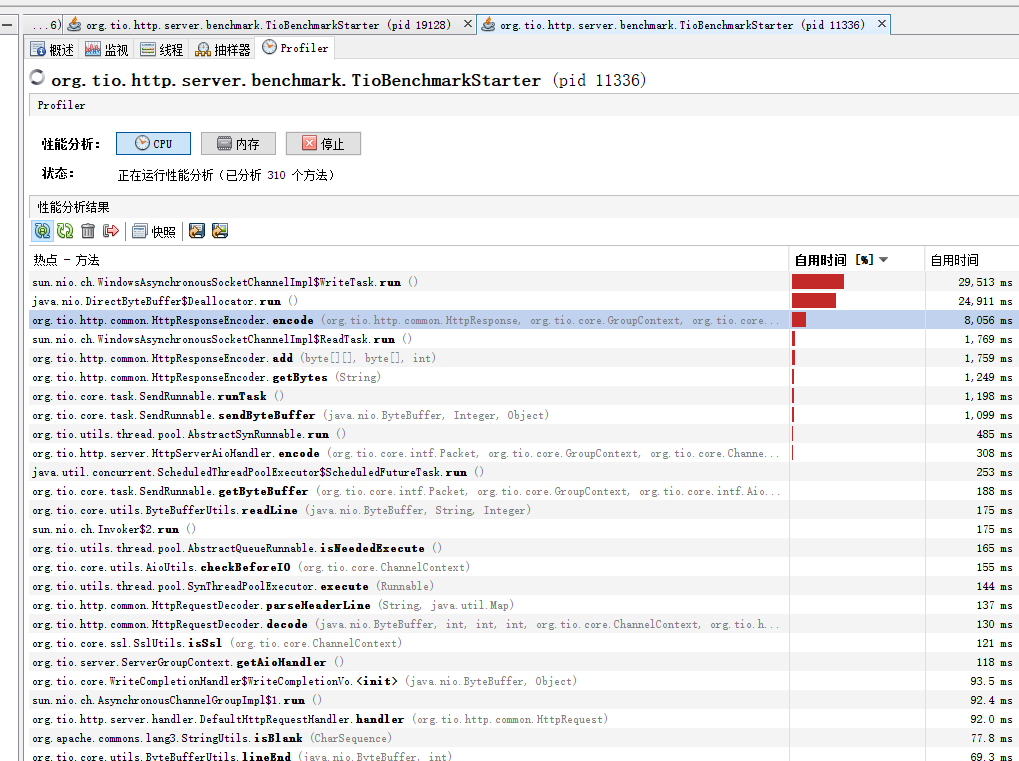 ...6) org.tio.http.server.benchmark.TioBenchmarkStarter (pid 19128) org.tio.http.server.benchmark.TioBenchmarkStarter (pid 11336)
概述 监视 线程 抽样器 Profiler
org.tio.http.server.benchmark.TioBenchmarkStarter (pid 11336)
Profiler
性能分析: CPU 内存 停止
状态: 正在运行性能分析（已分析 310 个方法）
性能分析结果
快照
热点 - 方法 自用时间 [%] 自用时间
sun.nio.ch.WindowsAsynchronousSocketChannelImpl$WriteTask.run () 29,513 ms
java.nio.DirectByteBuffer$Deallocator.run () 24,911 ms
org.tio.http.common.HttpResponseEncoder.encode (org.tio.http.common.HttpResponse, org.tio.core.GroupContext, org.tio.core... 8,056 ms
sun.nio.ch.WindowsAsynchronousSocketChannelImpl$ReadTask.run () 1,769 ms
org.tio.http.common.HttpResponseEncoder.add (byte[][], byte[], int) 1,759 ms
org.tio.http.common.HttpResponseEncoder.getBytes (String) 1,249 ms
org.tio.core.task.SendRunnable.runTask () 1,198 ms
org.tio.core.task.SendRunnable.sendByteBuffer (java.nio.ByteBuffer, Integer, Object) 1,099 ms
org.tio.utils.thread.pool.AbstractSynRunnable.run () 485 ms
org.tio.http.server.HttpServerAioHandler.encode (org.tio.core.intf.Packet, org.tio.core.GroupContext, org.tio.core.Channe... 308 ms
java.util.concurrent.ScheduledThreadPoolExecutor$ScheduledFutureTask.run () 253 ms
org.tio.core.task.SendRunnable.getByteBuffer (org.tio.core.intf.Packet, org.tio.core.GroupContext, org.tio.core.intf.Aio... 188 ms
org.tio.core.utils.ByteBufferUtils.readLine (java.nio.ByteBuffer, String, Integer) 175 ms
sun.nio.ch.Invoker$2.run () 175 ms
org.tio.utils.thread.pool.AbstractQueueRunnable.isNeededExecute () 165 ms
org.tio.core.utils.AioUtils.checkBeforeIO (org.tio.core.ChannelContext) 155 ms
org.tio.utils.thread.pool.SynThreadPoolExecutor.execute (Runnable) 144 ms
org.tio.http.common.HttpRequestDecoder.parseHeaderLine (String, java.util.Map) 137 ms
org.tio.http.common.HttpRequestDecoder.decode (java.nio.ByteBuffer, int, int, int, org.tio.core.ChannelContext, org.tio.h... 130 ms
org.tio.core.ssl.SslUtils.isSsl (org.tio.core.ChannelContext) 121 ms
org.tio.server.ServerGroupContext.getAioHandler () 118 ms
org.tio.core.WriteCompletionHandler$WriteCompletionVo.<init> (java.nio.ByteBuffer, Object) 93.5 ms
sun.nio.ch.AsynchronousChannelGroupImpl$1.run () 92.4 ms
org.tio.http.server.handler.DefaultHttpRequestHandler.handler (org.tio.http.common.HttpRequest) 92.0 ms
org.apache.commons.lang3.StringUtils.isBlank (CharSequence) 77.8 ms
org.tio.core.utils.ByteBufferUtils.lineEnd (java.nio.ByteBuffer, int) 69.3 ms